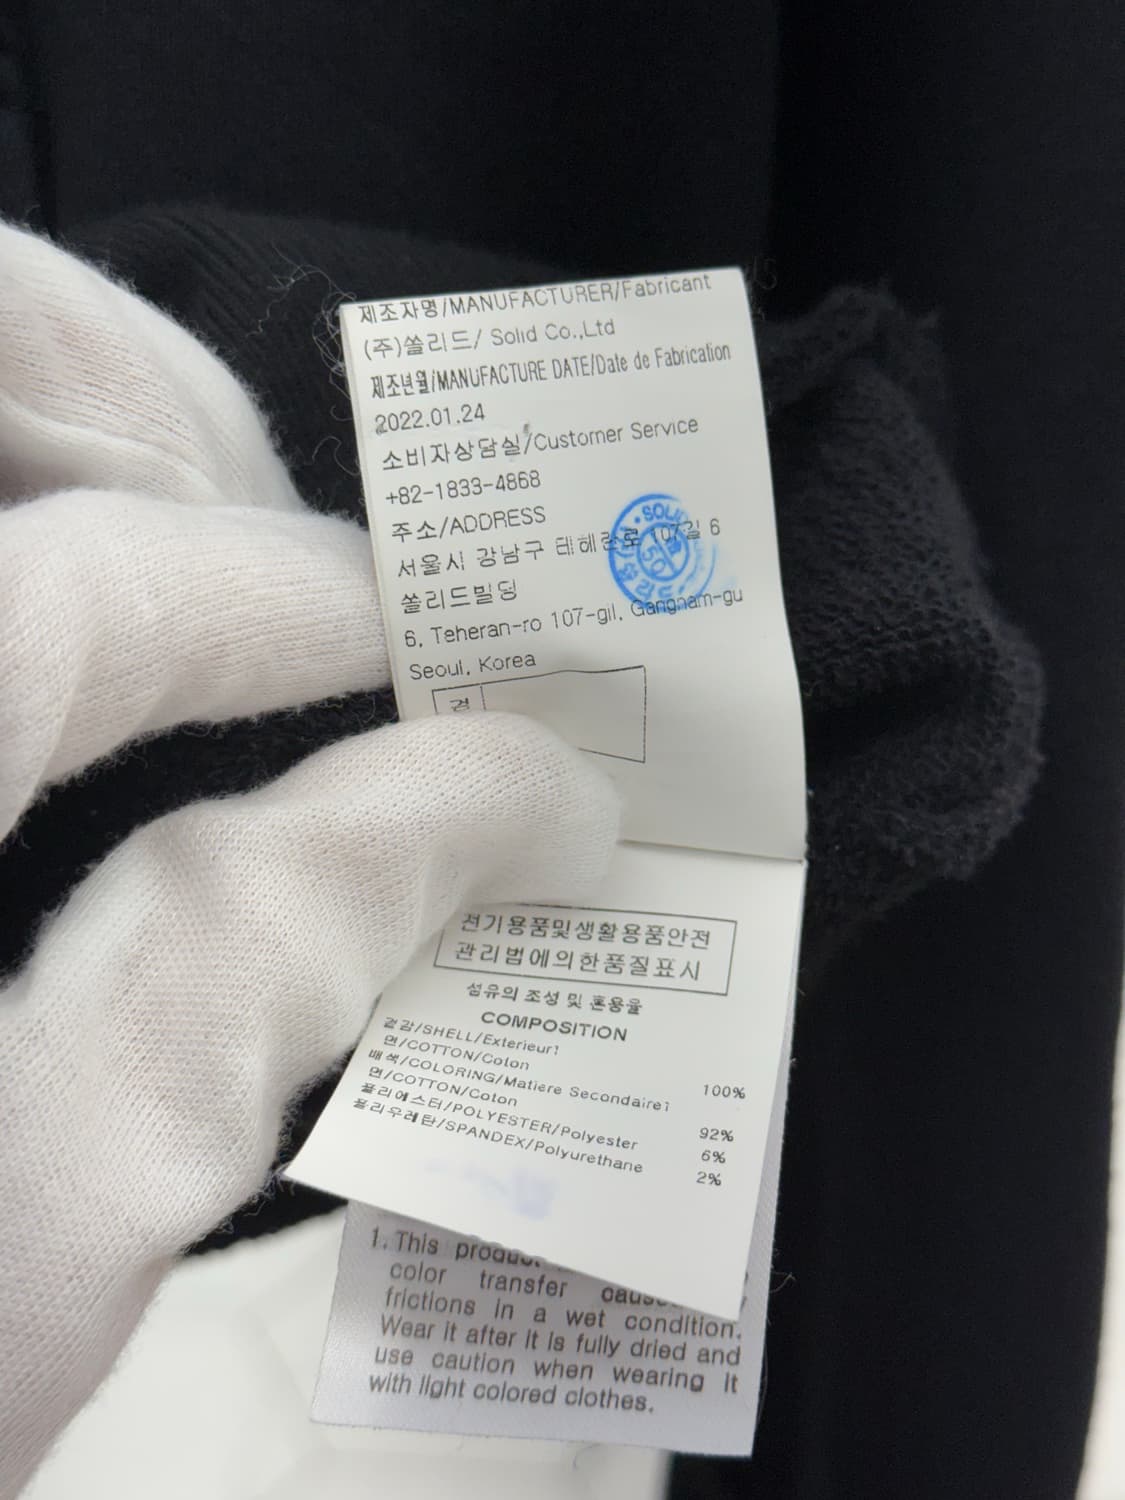 제조자명/MANUFACTURER/Fabricant
(주)쏠리드/ Solid Co.,Ltd
제조년월/MANUFACTURE DATE/Date de Fabrication
2022.01.24
소비자상담실/Customer Service
+82-1833-4868
주소/ADDRESS
서울시 강남구 테헤란로 107길 6
쏠리드빌딩
6, Teheran-ro 107-gil, Gangnam-gu
Seoul, Korea
SOLID
전기용품및생활용품안전
관리법에의한품질표시
섬유의 조성 및 혼용율
COMPOSITION
겉감/SHELL/Exterieur1
면/COTTON/Coton 100%
배색/COLORING/Matiere Secondaire1
면/COTTON/Coton 92%
폴리에스터/POLYESTER/Polyester 6%
폴리우레탄/SPANDEX/Polyurethane 2%
1. This
color transfer
frictions in a wet condition.
Wear it after it is fully dried and
use caution when wearing it
with light colored clothes.